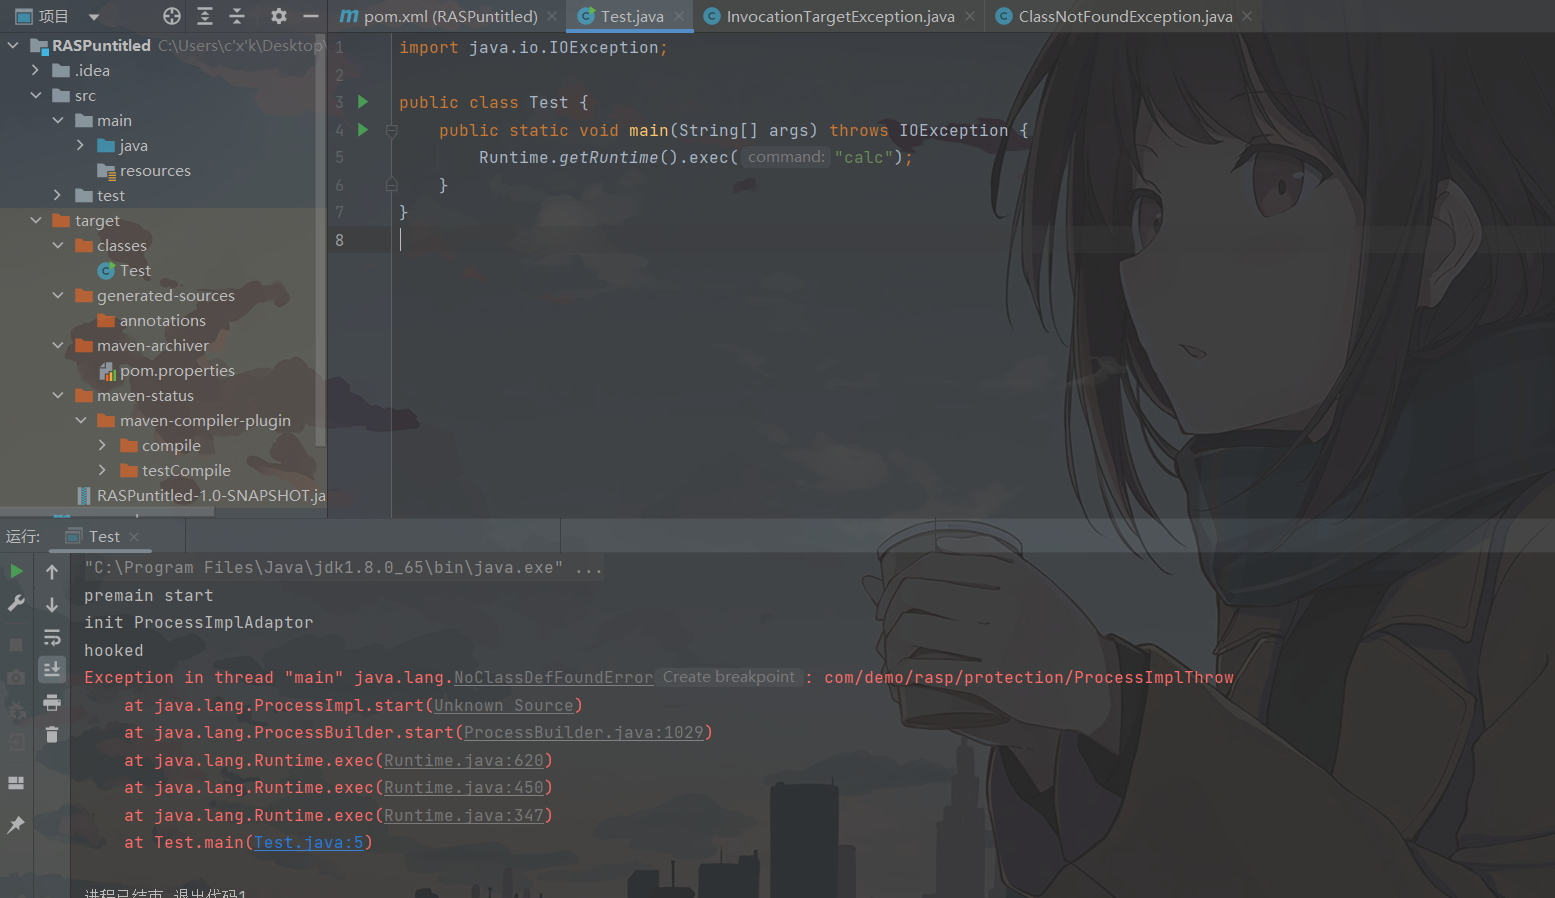 项目
pom.xml (RASPuntitled)
Test.java
InvocationTargetException.java
ClassNotFoundException.java
RASPuntitled C:\Users\c'x'k\Desktop\
.idea
src
main
java
resources
test
target
classes
Test
generated-sources
annotations
maven-archiver
pom.properties
maven-status
maven-compiler-plugin
compile
testCompile
RASPuntitled-1.0-SNAPSHOT.ja
1 import java.io.IOException;
2
3 public class Test {
4 public static void main(String[] args) throws IOException {
5 Runtime.getRuntime().exec( command: "calc");
6 }
7 }
8
运行: Test
"C:\Program Files\Java\jdk1.8.0_65\bin\java.exe" ...
premain start
init ProcessImplAdaptor
hooked
Exception in thread "main" java.lang.NoClassDefFoundError Create breakpoint : com/demo/rasp/protection/ProcessImplThrow
at java.lang.ProcessImpl.start(Unknown Source)
at java.lang.ProcessBuilder.start(ProcessBuilder.java:1029)
at java.lang.Runtime.exec(Runtime.java:620)
at java.lang.Runtime.exec(Runtime.java:450)
at java.lang.Runtime.exec(Runtime.java:347)
at Test.main(Test.java:5)
进程已结束,退出代码1